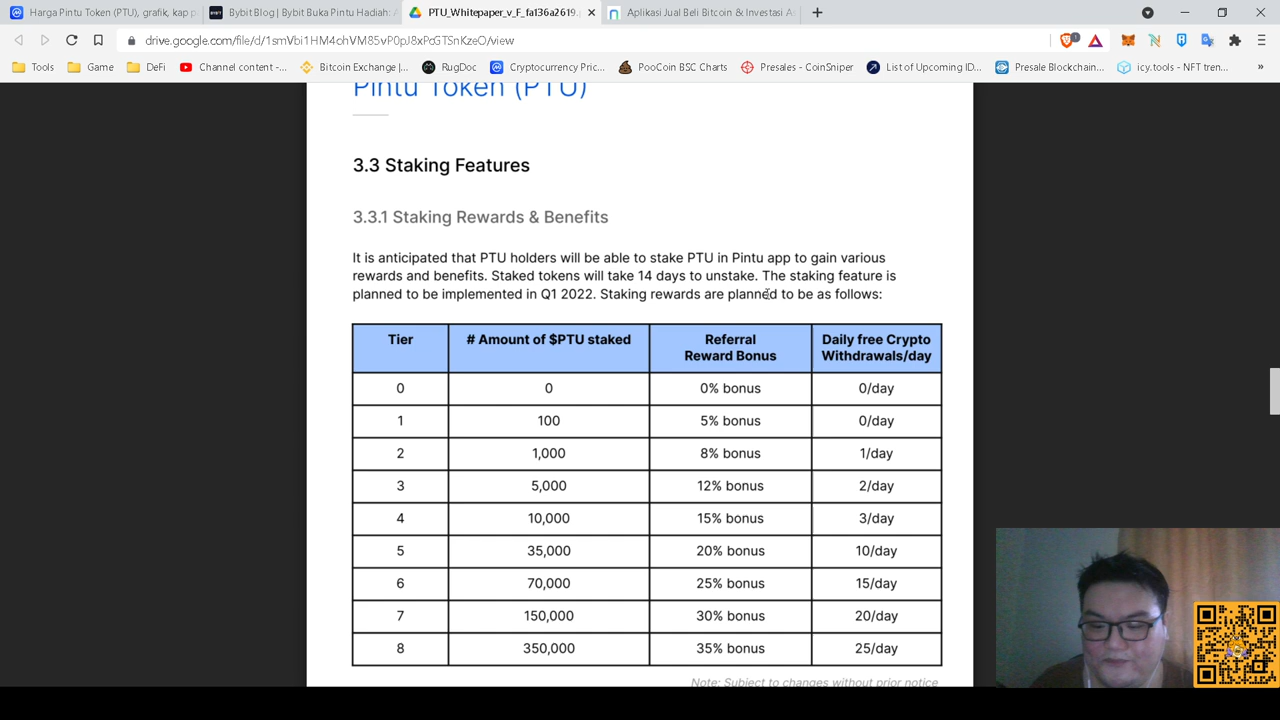 Harga Pintu Token (PTU), grafik, kap p
Bybit Blog | Bybit Buka Pintu Hadiah:
PTU_Whitepaper_v_F_fa136a2619.
Aplikasi Jual Beli Bitcoin & Investasi A
drive.google.com/file/d/1smVbi1HM4ohVM85vP0pJ8xPcGTSnKzeO/view
Tools
Game
DeFi
Channel content -...
Bitcoin Exchange |...
RugDoc
Cryptocurrency Pric...
PooCoin BSC Charts
Presales - CoinSniper
List of Upcoming ID...
Presale Blockchain...
icy.tools - NFT tren...
»
Pintu Token (PTU)
3.3 Staking Features
3.3.1 Staking Rewards & Benefits
It is anticipated that PTU holders will be able to stake PTU in Pintu app to gain various
rewards and benefits. Staked tokens will take 14 days to unstake. The staking feature is
planned to be implemented in Q1 2022. Staking rewards are planned to be as follows:
Tier # Amount of $PTU staked Referral Reward Bonus Daily free Crypto Withdrawals/day
0 0 0% bonus 0/day
1 100 5% bonus 0/day
2 1,000 8% bonus 1/day
3 5,000 12% bonus 2/day
4 10,000 15% bonus 3/day
5 35,000 20% bonus 10/day
6 70,000 25% bonus 15/day
7 150,000 30% bonus 20/day
8 350,000 35% bonus 25/day
Note: Subject to changes without prior notice